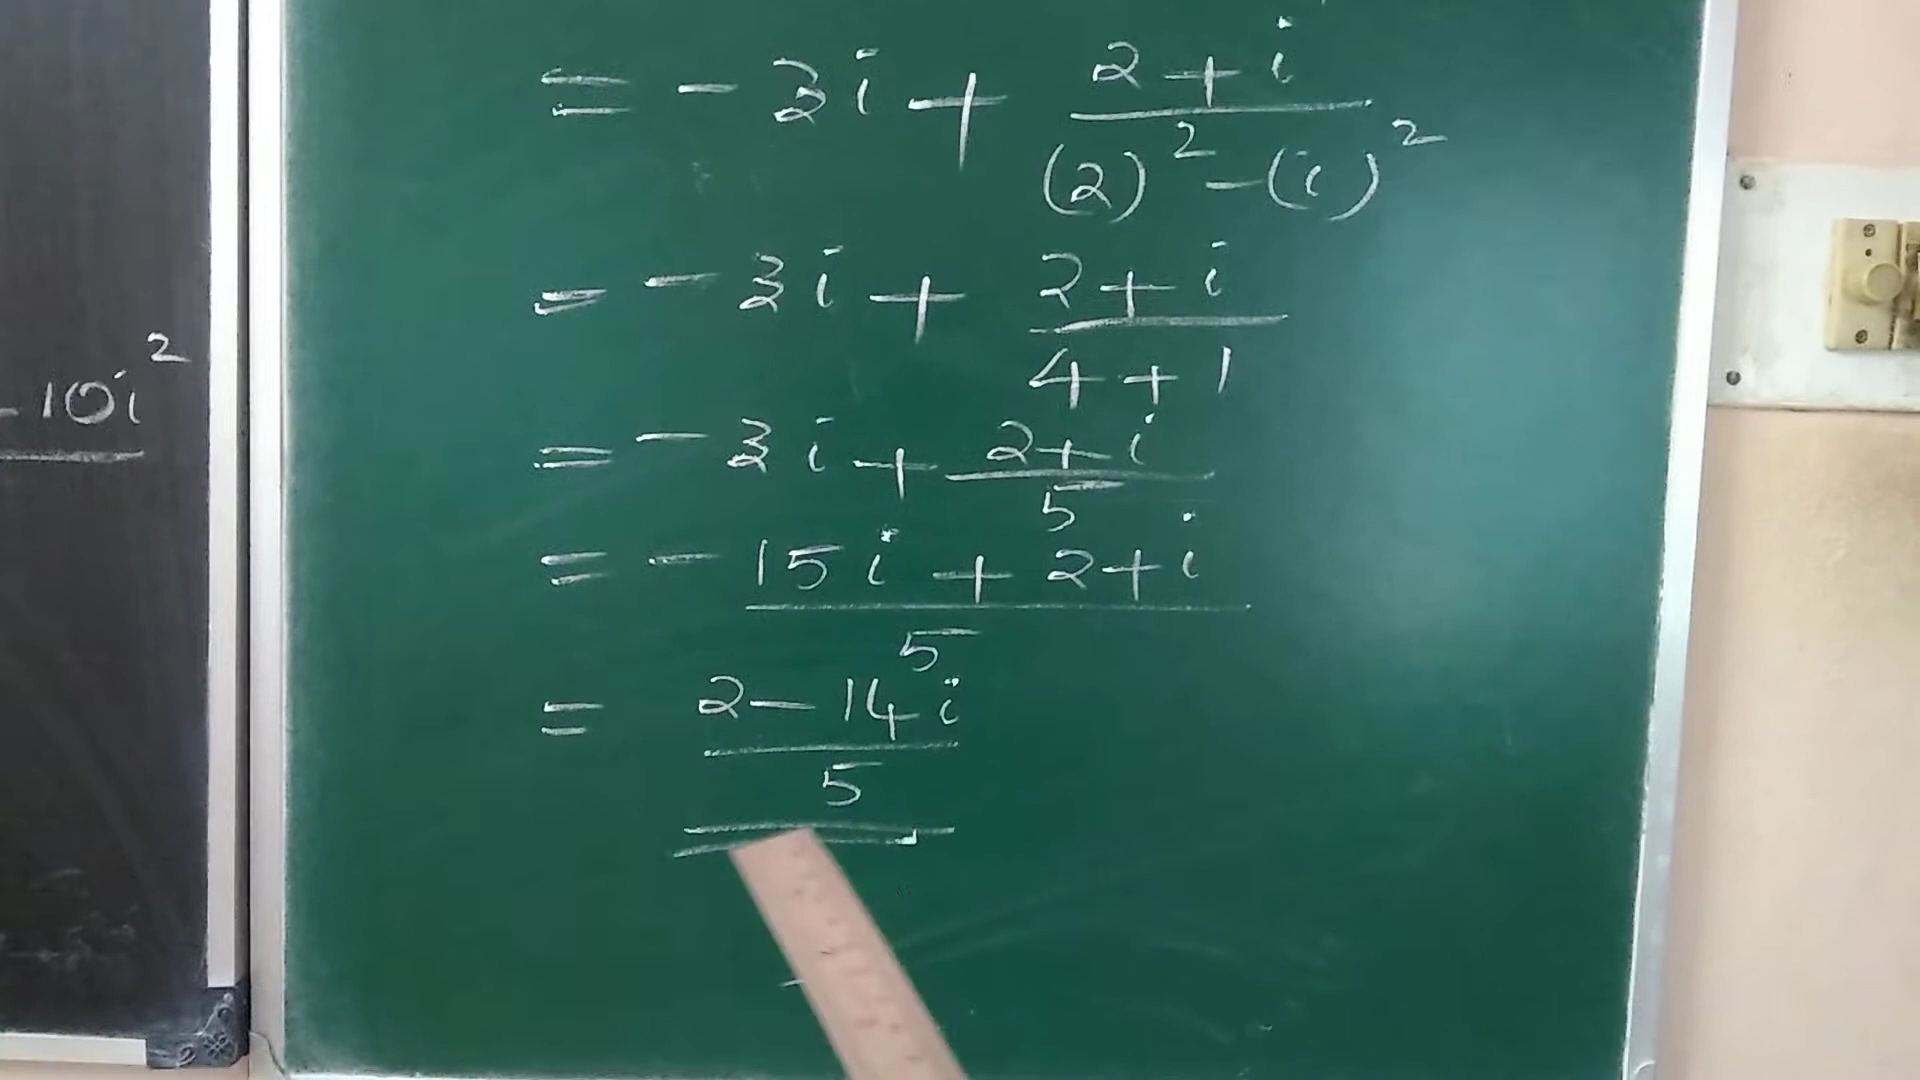 = - 3i + 2+i / (2)² - (i)²
= - 3i + 2+i / 4+1
= - 3i + 2+i / 5
= - 15i + 2+i / 5
= 2 - 14i / 5
- 10i²